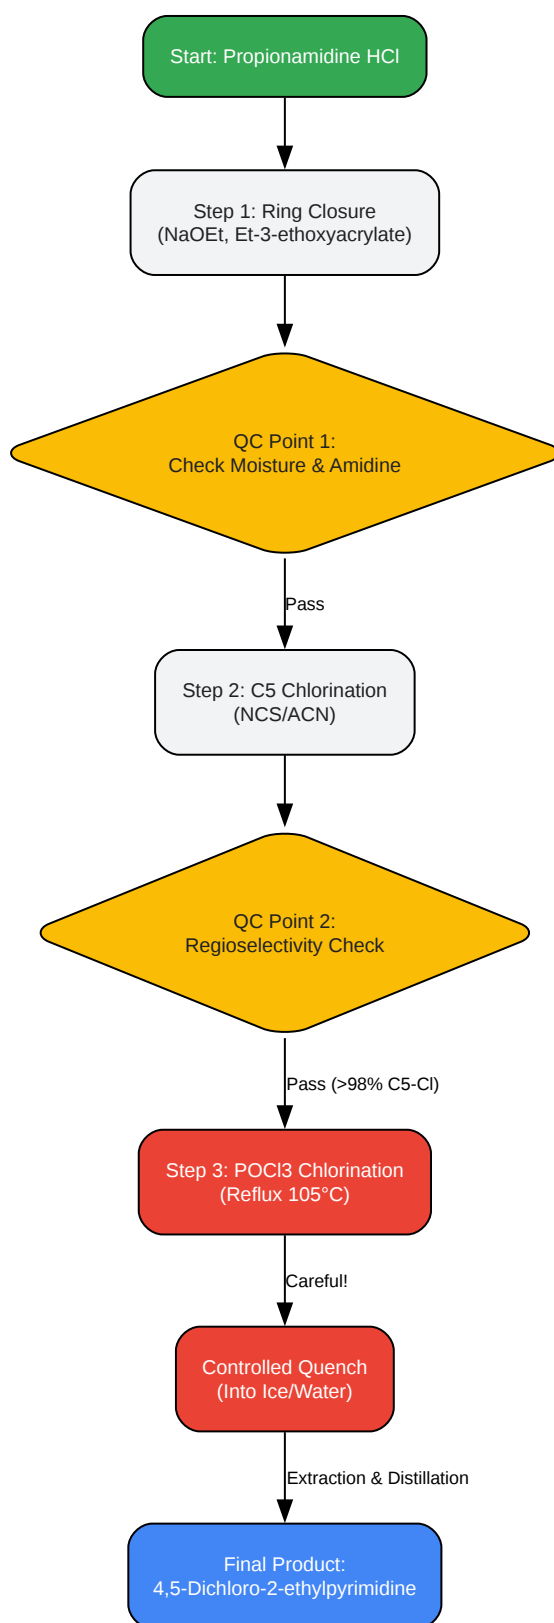 Start: Propionamidine HCl
Step 1: Ring Closure
(NaOEt, Et-3-ethoxyacrylate)
QC Point 1:
Check Moisture & Amidine
Pass
Step 2: C5 Chlorination
(NCS/ACN)
QC Point 2:
Regioselectivity Check
Pass (>98% C5-Cl)
Step 3: POCl3 Chlorination
(Reflux 105°C)
Careful!
Controlled Quench
(Into Ice/Water)
Extraction & Distillation
Final Product:
4,5-Dichloro-2-ethylpyrimidine